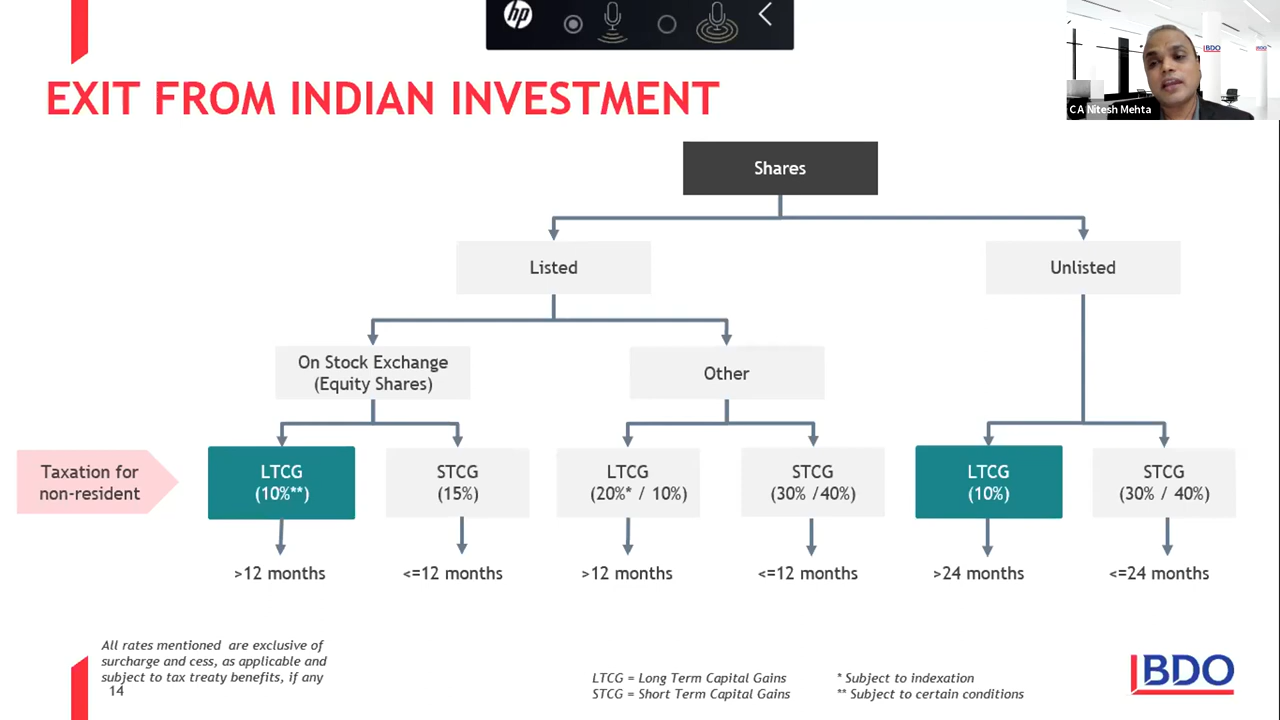 hp
BDO
CA Nitesh Mehta
EXIT FROM INDIAN INVESTMENT
Shares
Listed
Unlisted
On Stock Exchange
(Equity Shares)
Other
Taxation for
non-resident
LTCG
(10%**)
STCG
(15%)
LTCG
(20%* / 10%)
STCG
(30% /40%)
LTCG
(10%)
STCG
(30% / 40%)
>12 months
<=12 months
>12 months
<=12 months
>24 months
<=24 months
All rates mentioned are exclusive of
surcharge and cess, as applicable and
subject to tax treaty benefits, if any
14
LTCG = Long Term Capital Gains
STCG = Short Term Capital Gains
* Subject to indexation
** Subject to certain conditions
BDO